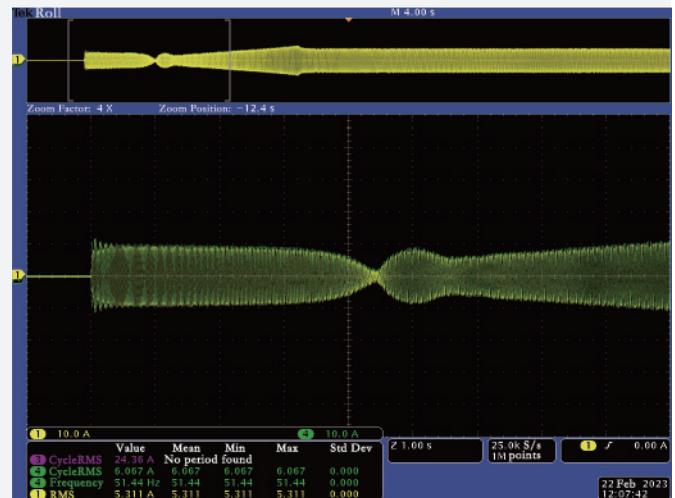 Tek Roll M 4.00 s
1
Zoom Factor: 4 X Zoom Position: −12.4 s
1
1 10.0 A 4 10.0 A
Value Mean Min Max Std Dev
3 CycleRMS 24.36 A No period found
4 CycleRMS 6.067 A 6.067 6.067 6.067 0.000
4 Frequency 51.44 Hz 51.44 51.44 51.44 0.000
1 RMS 5.311 A 5.311 5.311 5.311 0.000
Z 1.00 s
25.0k S/s
1M points
1 ∫ 0.00 A
22 Feb 2023
12:07:42